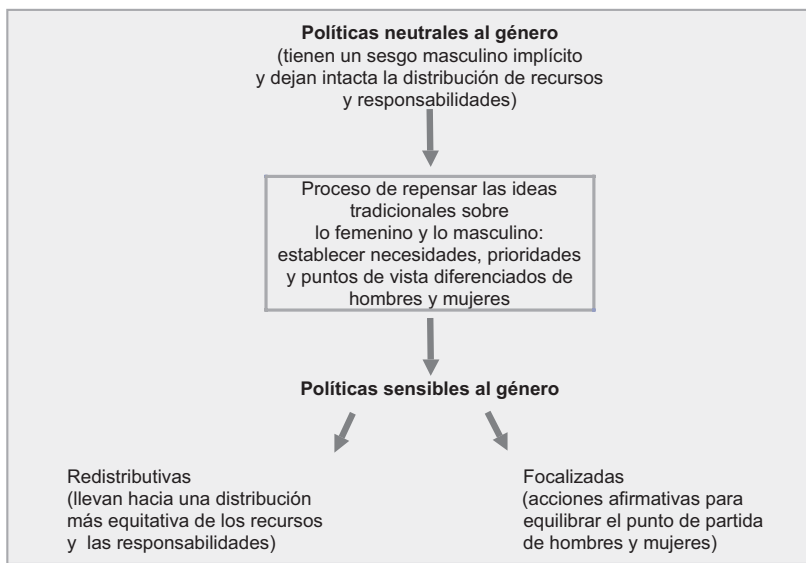 Políticas neutrales al género
(tienen un sesgo masculino implícito
y dejan intacta la distribución de recursos
y responsabilidades)
Proceso de repensar las ideas
tradicionales sobre
lo femenino y lo masculino:
establecer necesidades, prioridades
y puntos de vista diferenciados de
hombres y mujeres
Políticas sensibles al género
Redistributivas
(llevan hacia una distribución
más equitativa de los recursos
y las responsabilidades)
Focalizadas
(acciones afirmativas para
equilibrar el punto de partida
de hombres y mujeres)